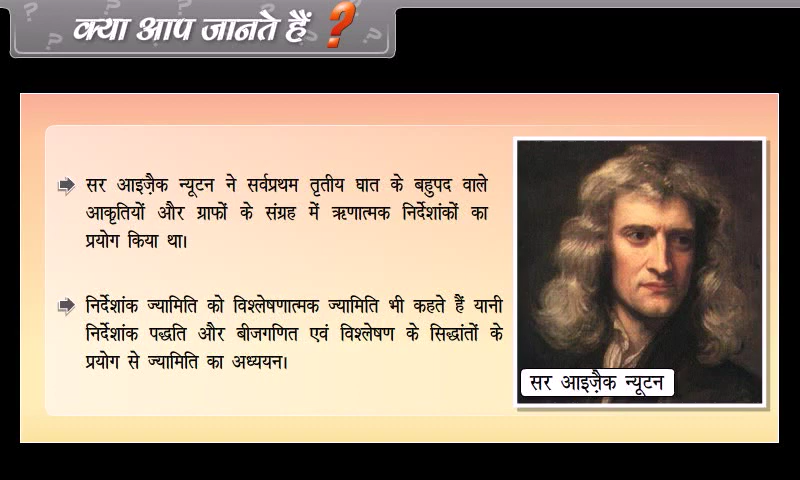 क्या आप जानते हैं ?
सर आइज़ैक न्यूटन ने सर्वप्रथम तृतीय घात के बहुपद वाले
आकृतियों और ग्राफों के संग्रह में ऋणात्मक निर्देशांकों का
प्रयोग किया था।
निर्देशांक ज्यामिति को विश्लेषणात्मक ज्यामिति भी कहते हैं यानी
निर्देशांक पद्धति और बीजगणित एवं विश्लेषण के सिद्धांतों के
प्रयोग से ज्यामिति का अध्ययन।
सर आइज़ैक न्यूटन